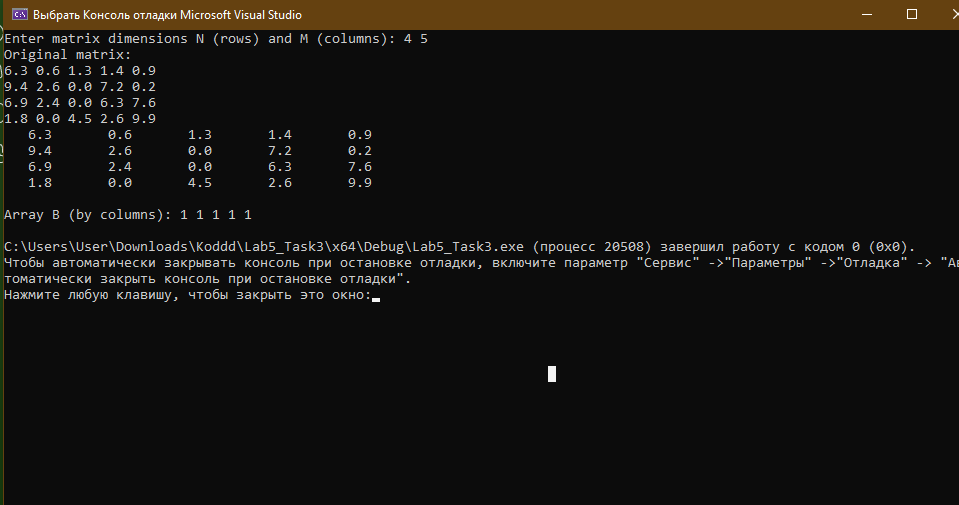 Выбрать Консоль отладки Microsoft Visual Studio
Enter matrix dimensions N (rows) and M (columns): 4 5
Original matrix:
6.3 0.6 1.3 1.4 0.9
9.4 2.6 0.0 7.2 0.2
6.9 2.4 0.0 6.3 7.6
1.8 0.0 4.5 2.6 9.9
6.3 0.6 1.3 1.4 0.9
9.4 2.6 0.0 7.2 0.2
6.9 2.4 0.0 6.3 7.6
1.8 0.0 4.5 2.6 9.9
Array B (by columns): 1 1 1 1 1
C:\Users\User\Downloads\Koddd\Lab5_Task3\x64\Debug\Lab5_Task3.exe (процесс 20508) завершил работу с кодом 0 (0x0).
Чтобы автоматически закрывать консоль при остановке отладки, включите параметр "Сервис" ->"Параметры" ->"Отладка" -> "Ав
томатически закрыть консоль при остановке отладки".
Нажмите любую клавишу, чтобы закрыть это окно: